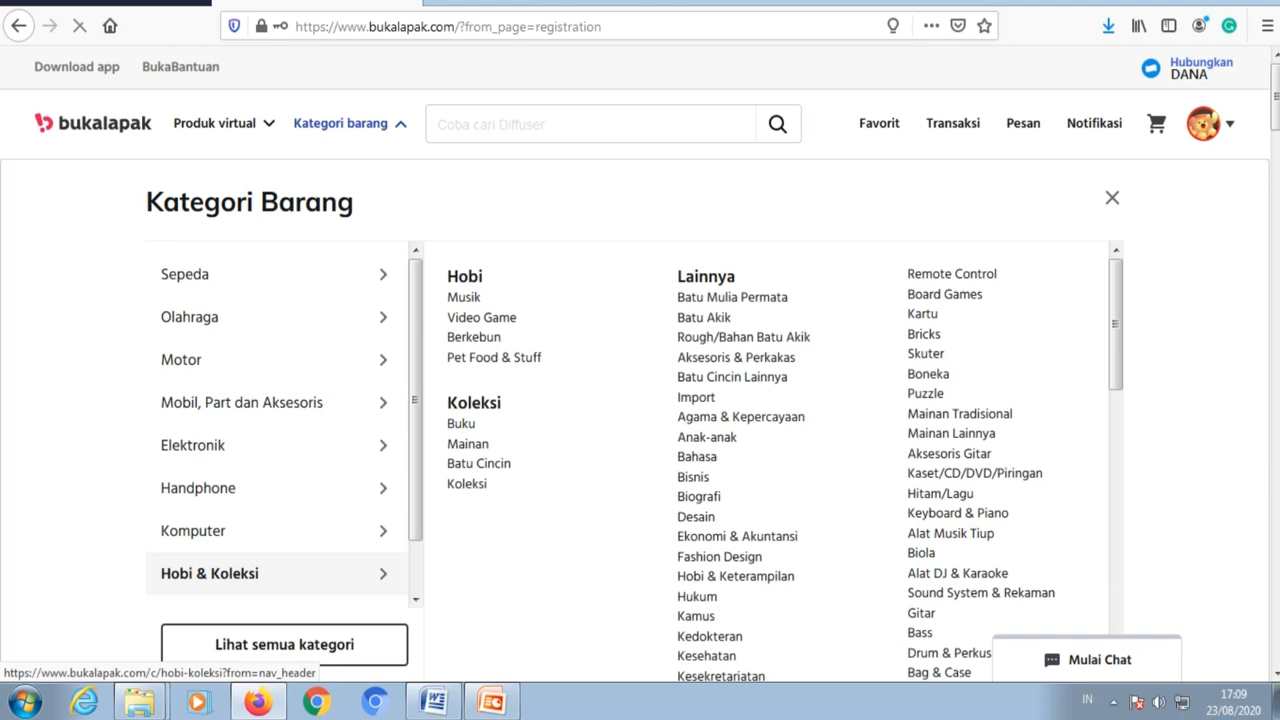 https://www.bukalapak.com/?from_page=registration
Download app
BukaBantuan
Hubungkan
DANA
bukalapak
Produk virtual
Kategori barang
Coba cari Diffuser
Favorit
Transaksi
Pesan
Notifikasi
Kategori Barang
Sepeda
Olahraga
Motor
Mobil, Part dan Aksesoris
Elektronik
Handphone
Komputer
Hobi & Koleksi
Lihat semua kategori
Hobi
Musik
Video Game
Berkebun
Pet Food & Stuff
Koleksi
Buku
Mainan
Batu Cincin
Koleksi
Lainnya
Batu Mulia Permata
Batu Akik
Rough/Bahan Batu Akik
Aksesoris & Perkakas
Batu Cincin Lainnya
Import
Agama & Kepercayaan
Anak-anak
Bahasa
Bisnis
Biografi
Desain
Ekonomi & Akuntansi
Fashion Design
Hobi & Keterampilan
Hukum
Kamus
Kedokteran
Kesehatan
Kesekretariatan
Remote Control
Board Games
Kartu
Bricks
Skuter
Boneka
Puzzle
Mainan Tradisional
Mainan Lainnya
Aksesoris Gitar
Kaset/CD/DVD/Piringan
Hitam/Lagu
Keyboard & Piano
Alat Musik Tiup
Biola
Alat DJ & Karaoke
Sound System & Rekaman
Gitar
Bass
Drum & Perkus
Bag & Case
Mulai Chat
https://www.bukalapak.com/c/hobi-koleksi?from=nav_header
IN
17:09
23/08/2020